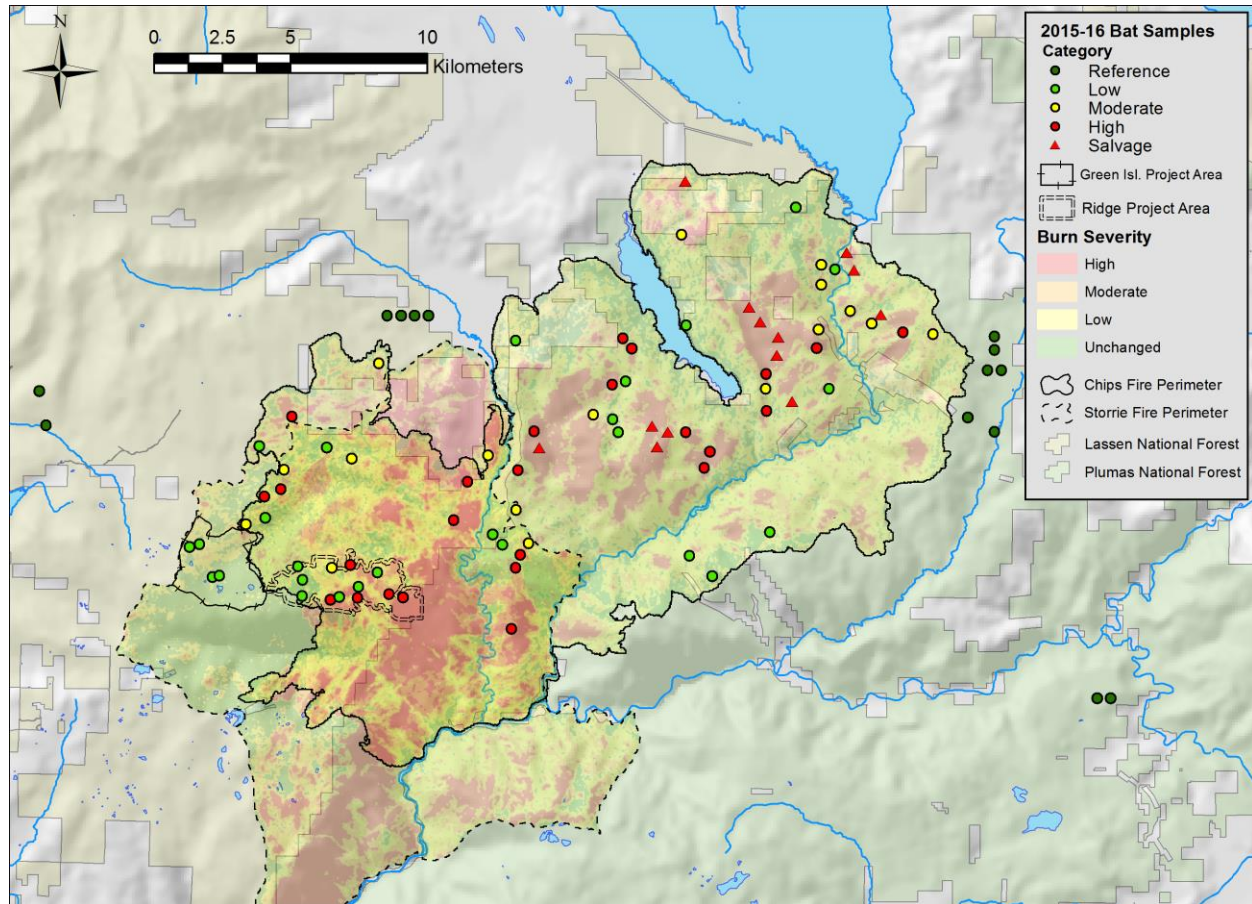 N
0 2.5 5 10
Kilometers
2015-16 Bat Samples
Category
Reference
Low
Moderate
High
Salvage
Green Isl. Project Area
Ridge Project Area
Burn Severity
High
Moderate
Low
Unchanged
Chips Fire Perimeter
Storrie Fire Perimeter
Lassen National Forest
Plumas National Forest